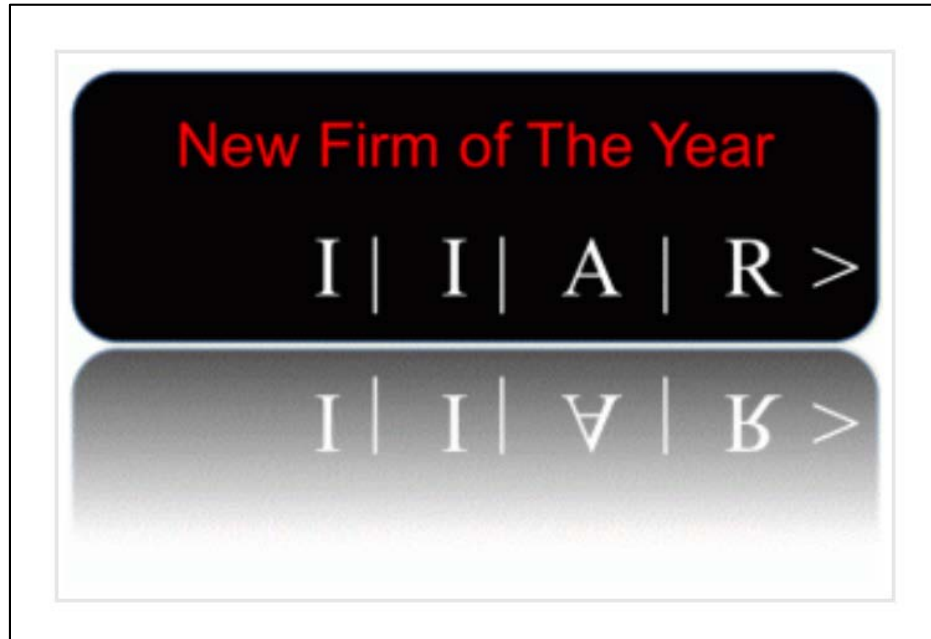 New Firm of The Year
I | I | A | R >
I | I | A | R >